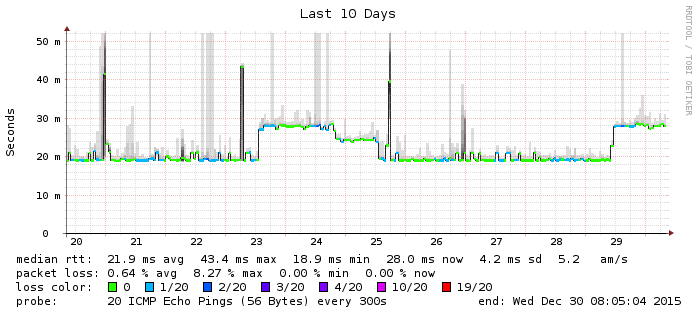 Last 10 Days
RRDTOOL / TOBI OETIKER
Seconds
50 m
40 m
30 m
20 m
10 m
0
20 21 22 23 24 25 26 27 28 29
median rtt: 21.9 ms avg 43.4 ms max 18.9 ms min 28.0 ms now 4.2 ms sd 5.2 am/s
packet loss: 0.64 % avg 8.27 % max 0.00 % min 0.00 % now
loss color: 0 1/20 2/20 3/20 4/20 10/20 19/20
probe: 20 ICMP Echo Pings (56 Bytes) every 300s end: Wed Dec 30 08:05:04 2015